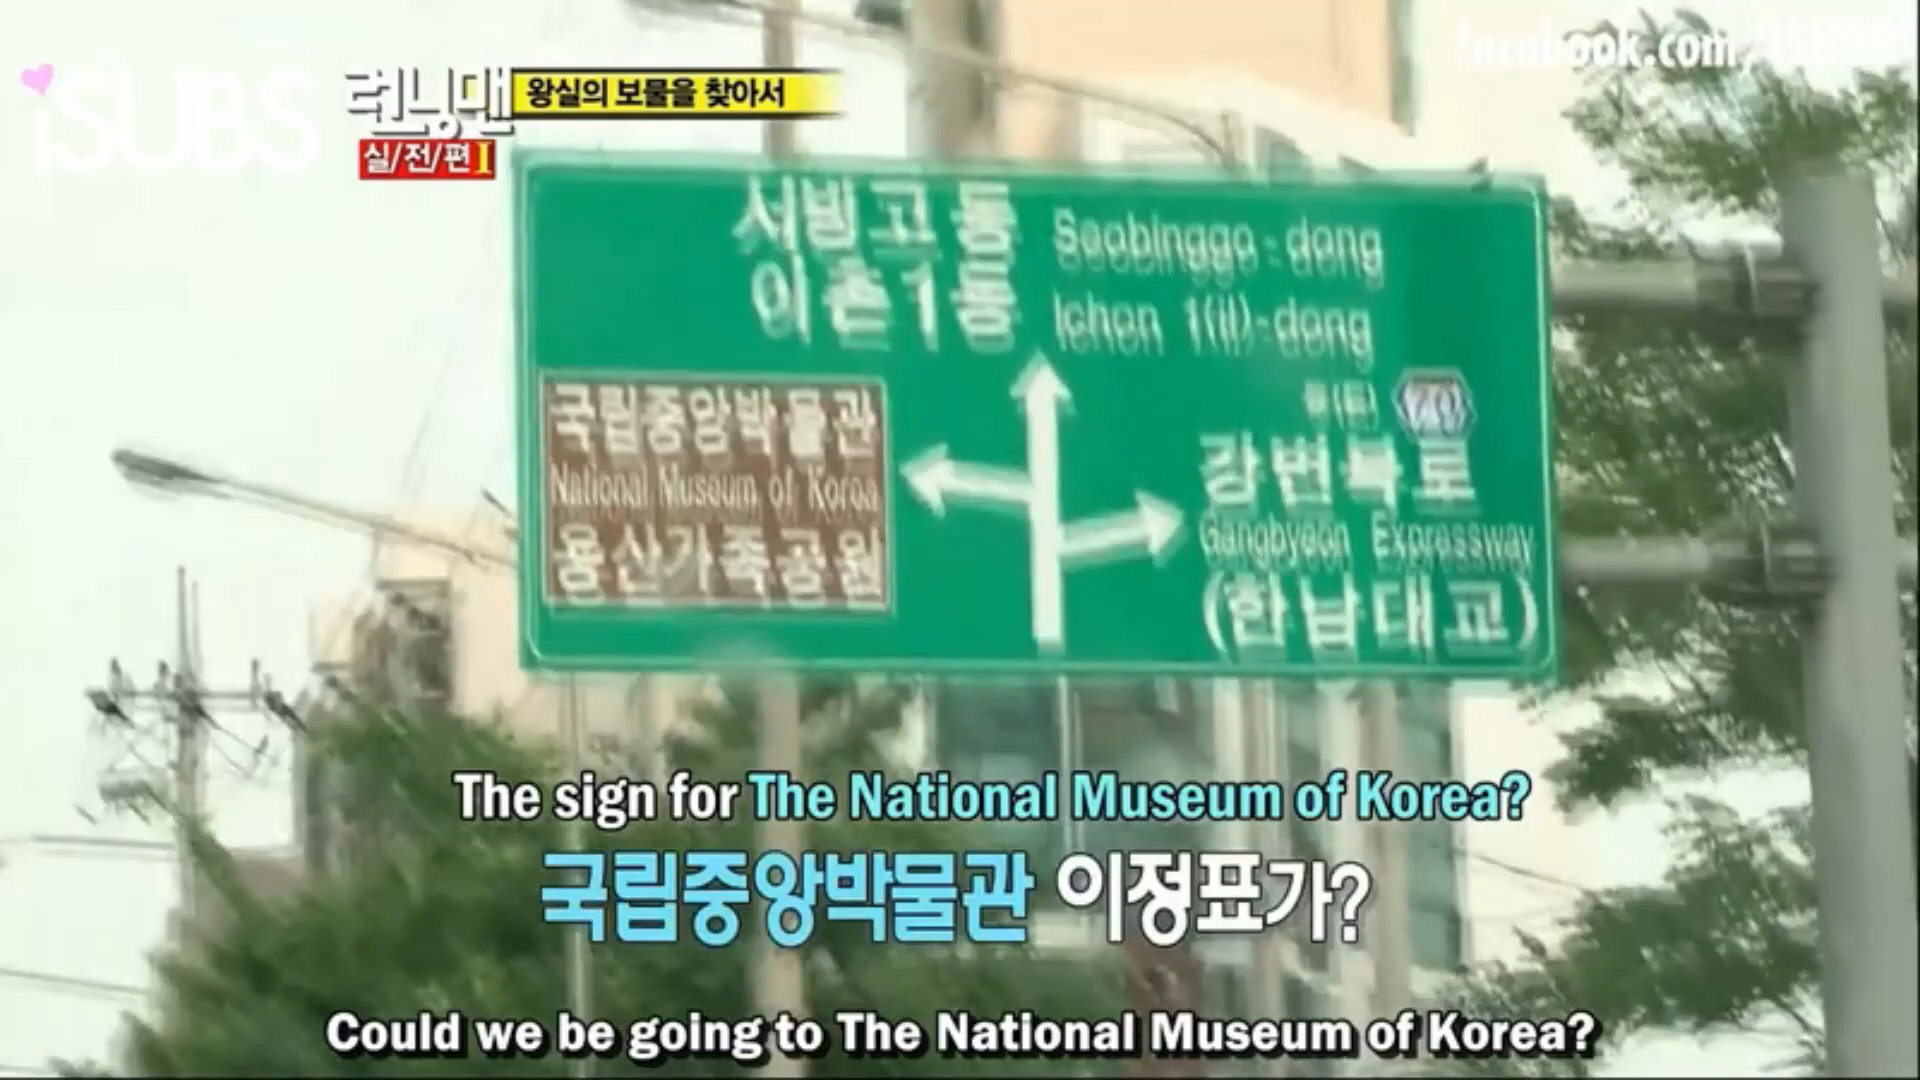 iSUBS
런닝맨
왕실의 보물을 찾아서
실/전/편 I
facebook.com/iSUBS
서빙고동 Seobinggo-dong
이촌1동 Ichon 1(il)-dong
국립중앙박물관
National Museum of Korea
용산가족공원
70
강변북로
Gangbyeon Expressway
(한남대교)
The sign for The National Museum of Korea?
국립중앙박물관 이정표가?
Could we be going to The National Museum of Korea?